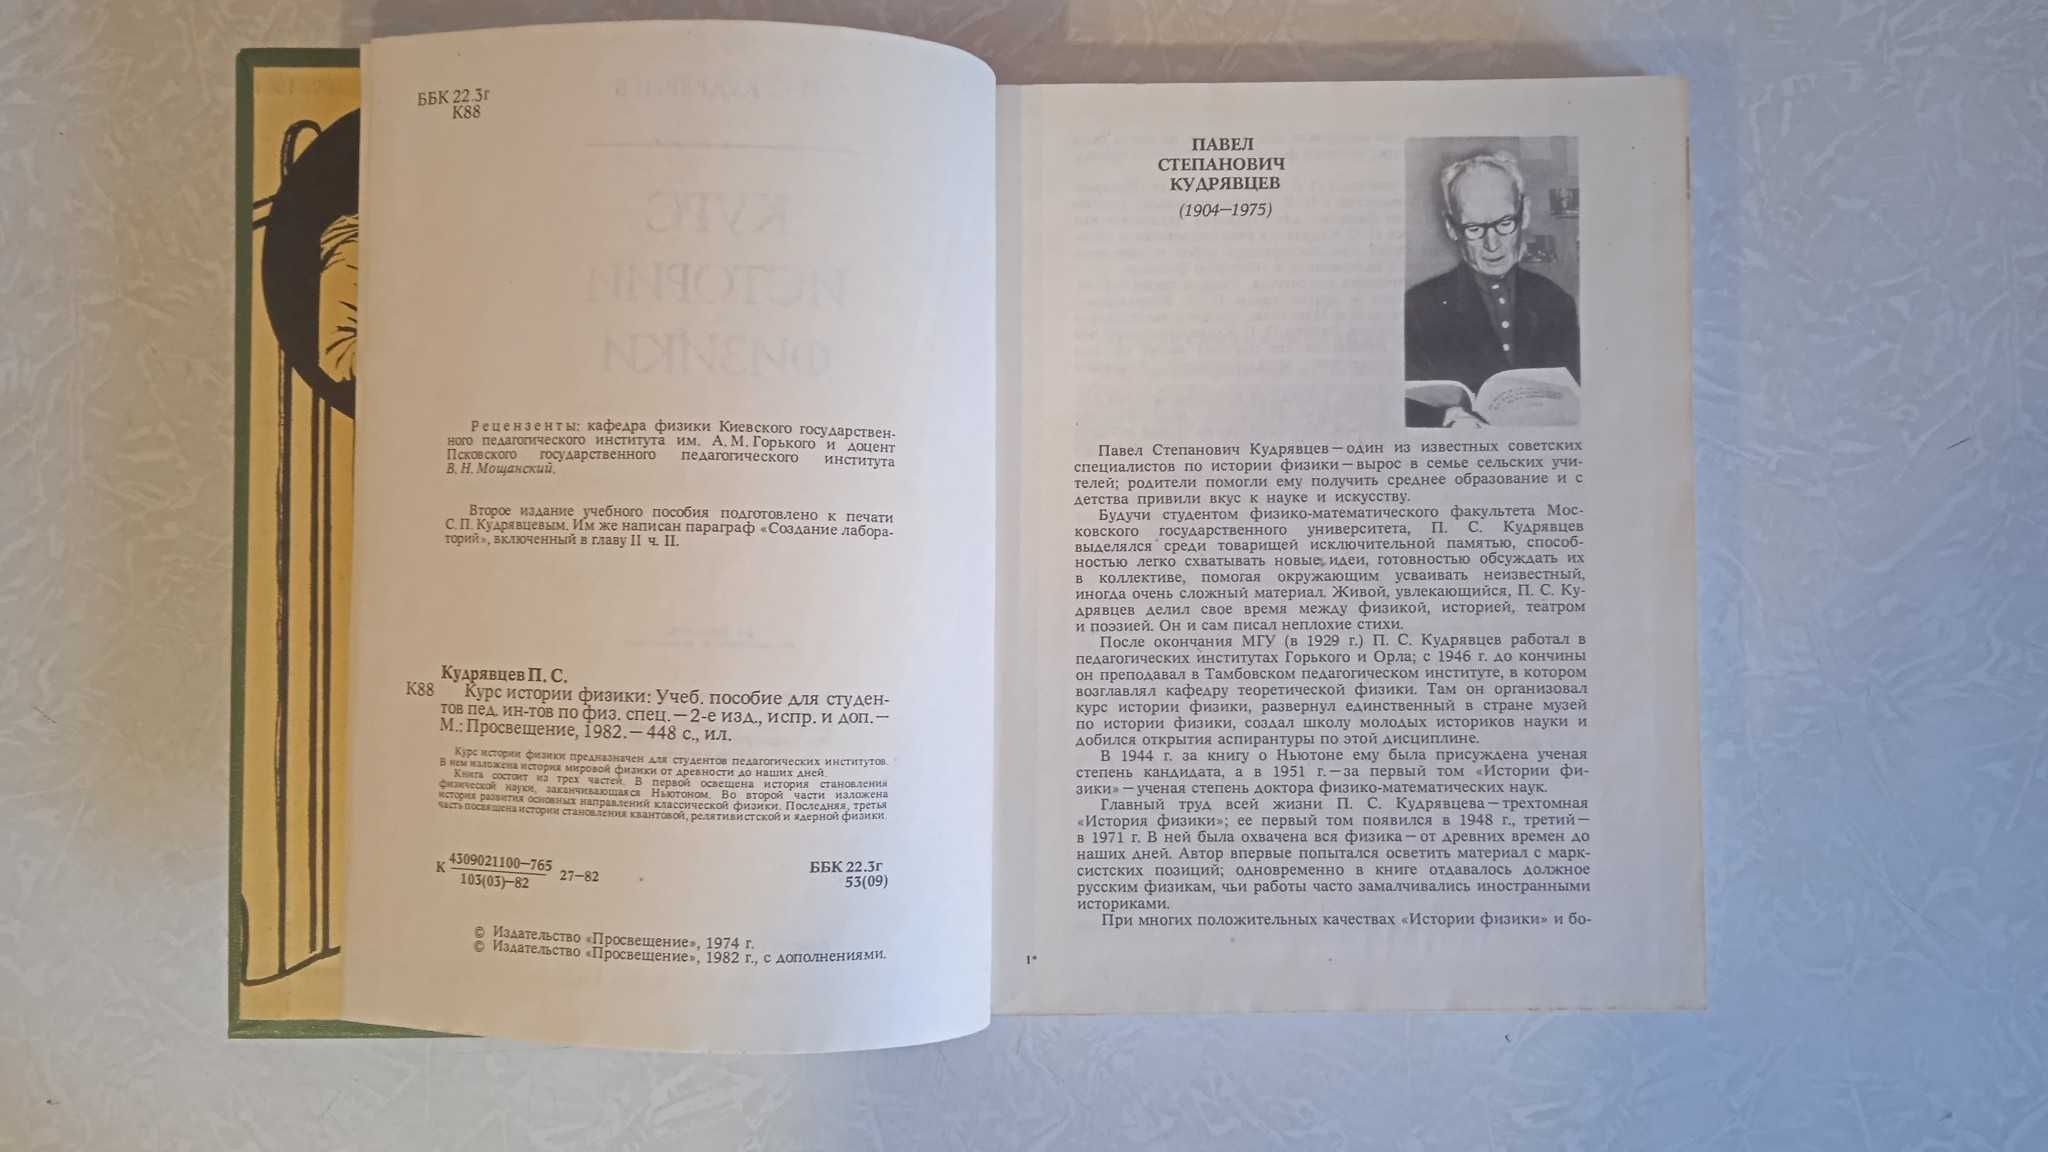 ББК 22.3г
К88
Рецензенты: кафедра физики Киевского государствен-
ного педагогического института им. А. М. Горького и доцент
Псковского государственного педагогического института
В. Н. Мощанский.
Второе издание учебного пособия подготовлено к печати
С. П. Кудрявцевым. Им же написан параграф «Создание лабора-
торий», включенный в главу II ч. II.
Кудрявцев П. С.
К88 Курс истории физики: Учеб. пособие для студен-
тов пед. ин-тов по физ. спец.— 2-е изд., испр. и доп.—
М.: Просвещение, 1982.— 448 с., ил.
Курс истории физики предназначен для студентов педагогических институтов.
В нем изложена история мировой физики от древности до наших дней.
Книга состоит из трех частей. В первой освещена история становления
физической науки, заканчивающаяся Ньютоном. Во второй части изложена
история развития основных направлений классической физики. Последняя, третья
часть посвящена истории становления квантовой, релятивистской и ядерной физики.
К 4309021100—765 27—82
103(03)—82
ББК 22.3г
53(09)
© Издательство «Просвещение», 1974 г.
© Издательство «Просвещение», 1982 г., с дополнениями.
ПАВЕЛ
СТЕПАНОВИЧ
КУДРЯВЦЕВ
(1904—1975)
Павел Степанович Кудрявцев — один из известных советских
специалистов по истории физики — вырос в семье сельских учи-
телей; родители помогли ему получить среднее образование и с
детства привили вкус к науке и искусству.
Будучи студентом физико-математического факультета Мос-
ковского государственного университета, П. С. Кудрявцев
выделялся среди товарищей исключительной памятью, способ-
ностью легко схватывать новые идеи, готовностью обсуждать их
в коллективе, помогая окружающим усваивать неизвестный,
иногда очень сложный материал. Живой, увлекающийся, П. С. Ку-
дрявцев делил свое время между физикой, историей, театром
и поэзией. Он и сам писал неплохие стихи.
После окончания МГУ (в 1929 г.) П. С. Кудрявцев работал в
педагогических институтах Горького и Орла; с 1946 г. до кончины
он преподавал в Тамбовском педагогическом институте, в котором
возглавлял кафедру теоретической физики. Там он организовал
курс истории физики, развернул единственный в стране музей
по истории физики, создал школу молодых историков науки и
добился открытия аспирантуры по этой дисциплине.
В 1944 г. за книгу о Ньютоне ему была присуждена ученая
степень кандидата, а в 1951 г.— за первый том «Истории фи-
зики» — ученая степень доктора физико-математических наук.
Главный труд всей жизни П. С. Кудрявцева — трехтомная
«История физики»; ее первый том появился в 1948 г., третий —
в 1971 г. В ней была охвачена вся физика — от древних времен до
наших дней. Автор впервые попытался осветить материал с марк-
систских позиций; одновременно в книге отдавалось должное
русским физикам, чьи работы часто замалчивались иностранными
историками.
При многих положительных качествах «Истории физики» и бо-
1*